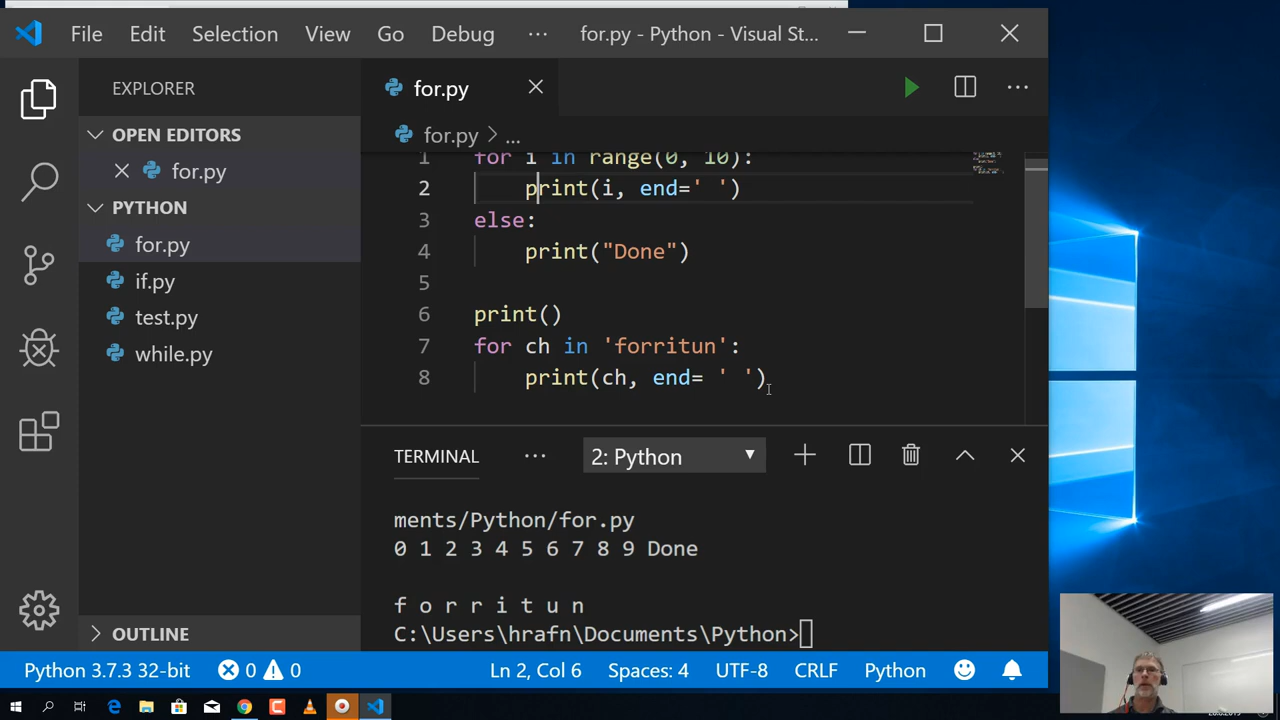 File Edit Selection View Go Debug ··· for.py - Python - Visual St...
EXPLORER
OPEN EDITORS
for.py
PYTHON
for.py
if.py
test.py
while.py
OUTLINE
for.py
for.py > ...
1 for i in range(0, 10):
2 print(i, end=' ')
3 else:
4 print("Done")
5
6 print()
7 for ch in 'forritun':
8 print(ch, end= ' ')
TERMINAL ··· 2: Python
ments/Python/for.py
0 1 2 3 4 5 6 7 8 9 Done
f o r r i t u n
C:\Users\hrafn\Documents\Python>
Python 3.7.3 32-bit 0 0 Ln 2, Col 6 Spaces: 4 UTF-8 CRLF Python